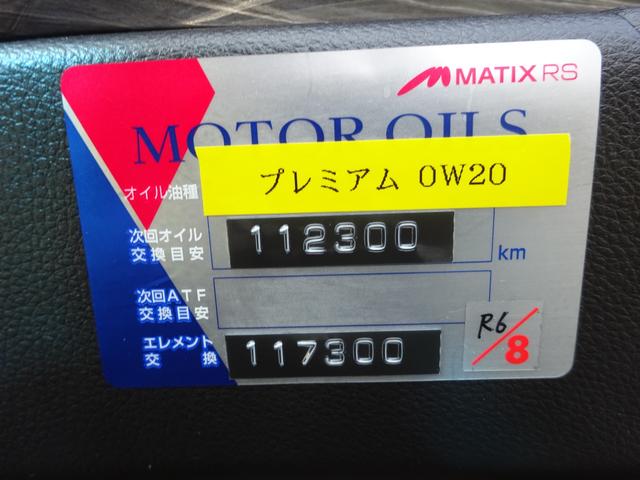 MATIX RS
MOTOR OILS
オイル油種
プレミアム 0W20
次回オイル
交換目安
112300
km
次回ATF
交換目安
エレメント
交換
117300
R6/8